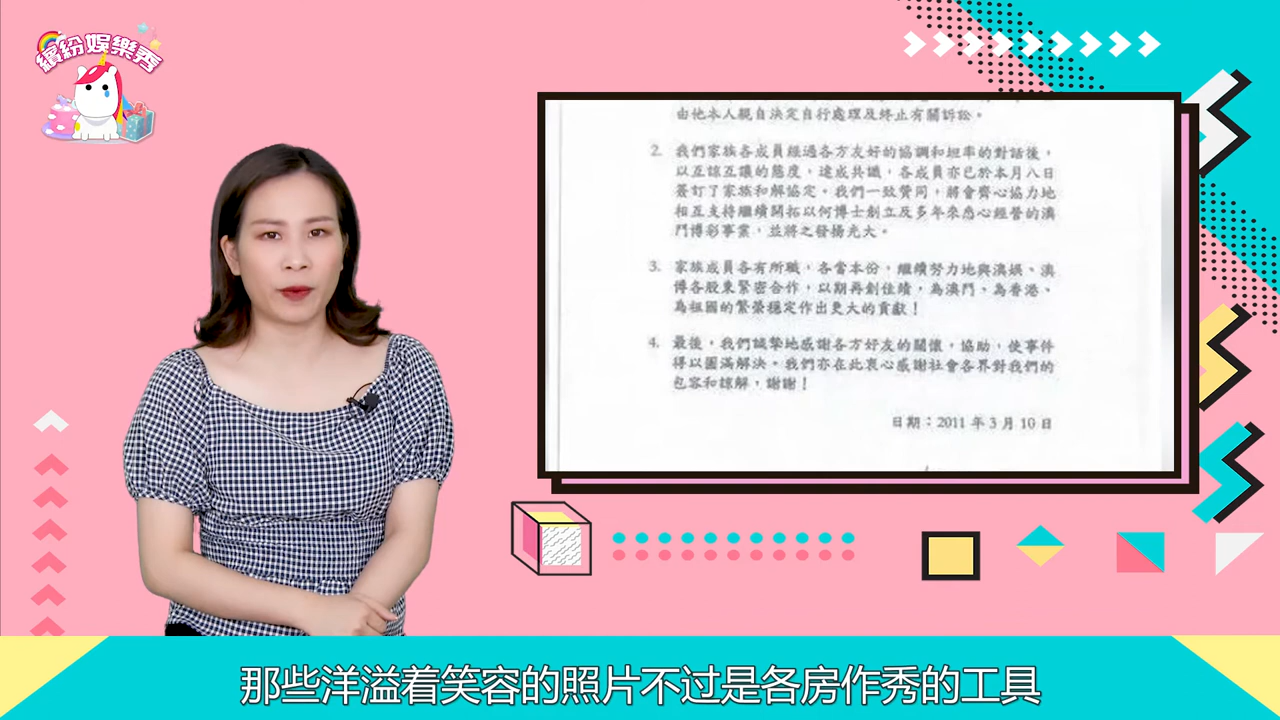 繽紛娛樂秀
由他本人親自決定自行處理及終止有關訴訟。
2. 我們家族各成員經過各方友好的協調和坦率的對話後，
以互諒互讓的態度，達成共識，各成員亦已於本月八日
簽訂了家族和解協定。我們一致贊同，將會齊心協力地
相互支持繼續開拓以何博士創立及多年來悉心經營的澳
門博彩事業，並將之發揚光大。
3. 家族成員各有所職，各當本份，繼續努力地與澳娛、澳
博各股東緊密合作，以期再創佳績，為澳門、為香港、
為祖國的繁榮穩定作出更大的貢獻！
4. 最後，我們誠摯地感謝各方好友的關懷，協助，使事件
得以圓滿解決。我們亦在此衷心感謝社會各界對我們的
包容和諒解，謝謝！
日期：2011 年 3 月 10 日
那些洋溢着笑容的照片不过是各房作秀的工具